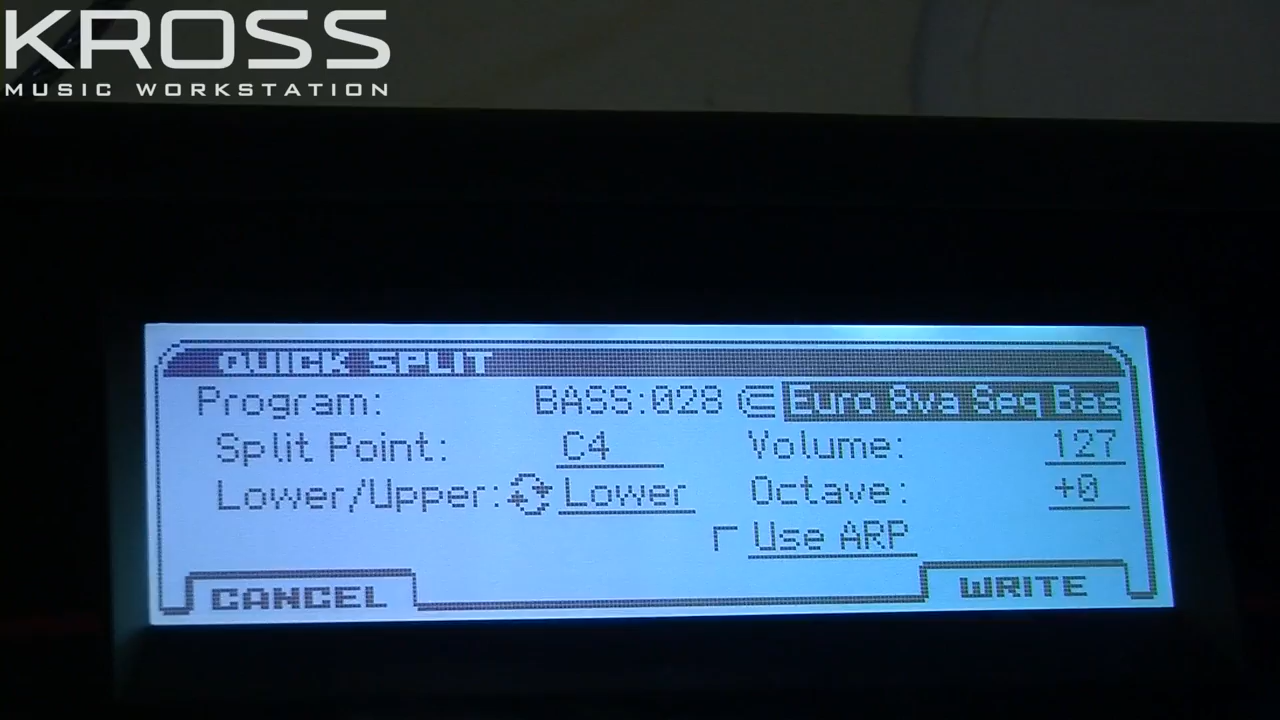 KROSS
MUSIC WORKSTATION
QUICK SPLIT
Program: BASS:028 Euro 8va Seq Bas
Split Point: C4 Volume: 127
Lower/Upper: Lower Octave: +0
Use ARP
CANCEL WRITE